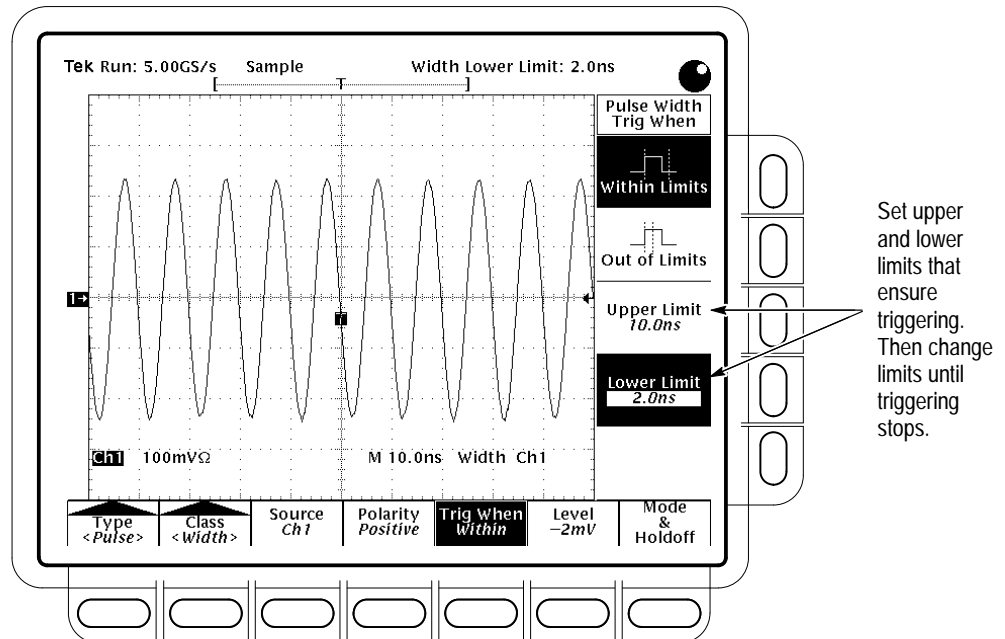 Tek Run: 5.00GS/s Sample Width Lower Limit: 2.0ns
[ T ]
Pulse Width
Trig When
Within Limits
Out of Limits
Upper Limit
10.0ns
Lower Limit
2.0ns
1→
T
Ch1 100mVΩ M 10.0ns Width Ch1
Type
<Pulse>
Class
<Width>
Source
Ch1
Polarity
Positive
Trig When
Within
Level
−2mV
Mode
&
Holdoff
Set upper
and lower
limits that
ensure
triggering.
Then change
limits until
triggering
stops.